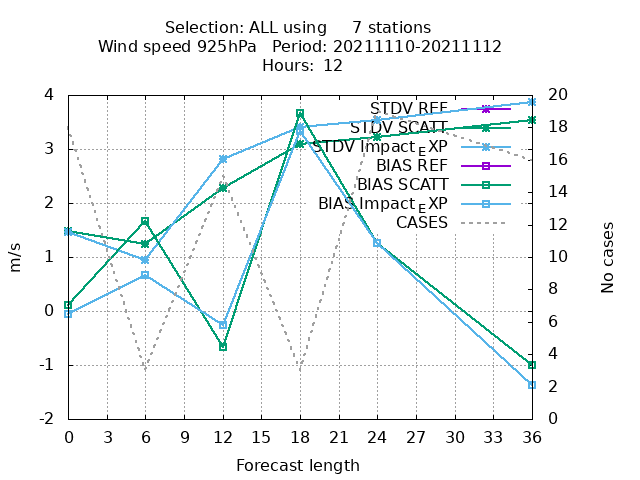 Selection: ALL using 7 stations
Wind speed 925hPa Period: 20211110-20211112
Hours: 12
4
3
2
1
0
-1
-2
m/s
20
18
16
14
12
10
8
6
4
2
0
No cases
STDV REF
STDV SCATT
STDV Impact_EXP
BIAS REF
BIAS SCATT
BIAS Impact_EXP
CASES
0 3 6 9 12 15 18 21 24 27 30 33 36
Forecast length